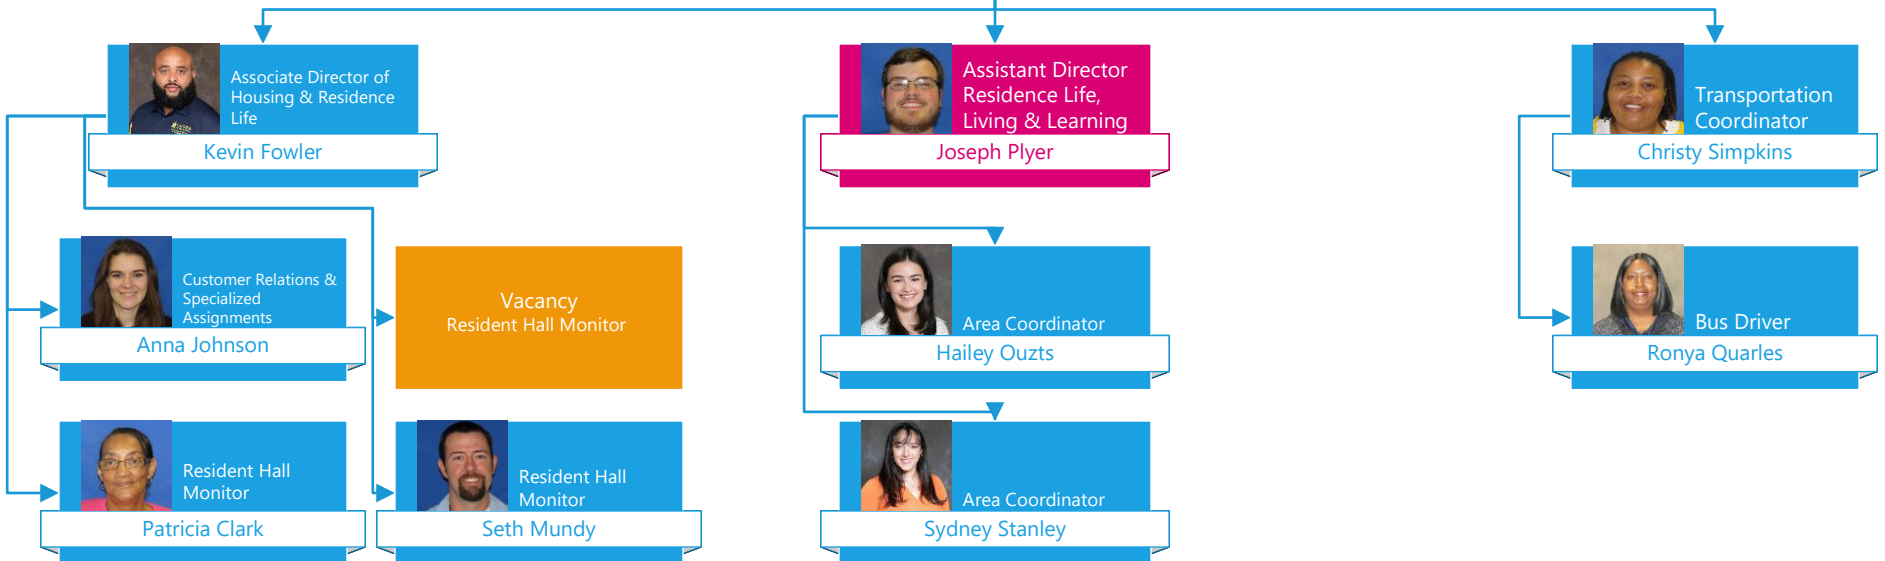 Associate Director of
Housing & Residence
Life
Kevin Fowler
Assistant Director
Residence Life,
Living & Learning
Joseph Plyer
Transportation
Coordinator
Christy Simpkins
Customer Relations &
Specialized
Assignments
Anna Johnson
Vacancy
Resident Hall Monitor
Area Coordinator
Hailey Ouzts
Bus Driver
Ronya Quarles
Resident Hall
Monitor
Patricia Clark
Resident Hall
Monitor
Seth Mundy
Area Coordinator
Sydney Stanley